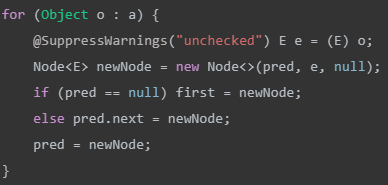 for (Object o : a) {
    @SuppressWarnings("unchecked") E e = (E) o;
    Node<E> newNode = new Node<>(pred, e, null);
    if (pred == null) first = newNode;
    else pred.next = newNode;
    pred = newNode;
}